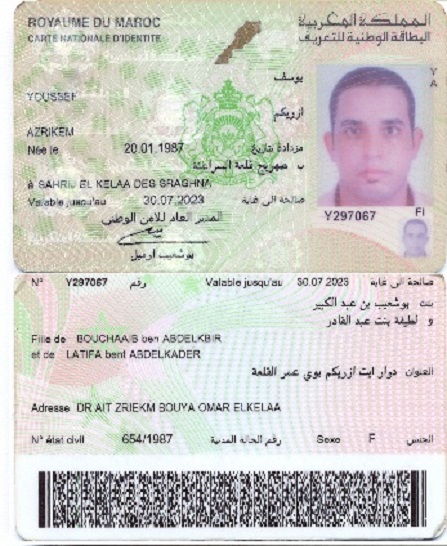 ROYAUME DU MAROC
المملكة المغربية
CARTE NATIONALE D'IDENTITE
البطاقة الوطنية للتعريف
يوسف
YOUSSEF
ازريكم
AZRIKEM
Née le 20.01.1987 مزدادة بتاريخ
ب صهريج قلعة السراغنة
à SAHRIJ EL KELAA DES SRAGHNA
Valable jusqu'au 30.07.2023 صالحة الى غاية
المدير العام للأمن الوطني
بوشعيب ارميل
Y297067
N° Y297067 رقم Valable jusqu'au 30.07.2023 صالحة الى غاية
بنت بوشعيب بن عبد الكبير
و لطيفة بنت عبد القادر
Fille de BOUCHAAIB ben ABDELKBIR
et de LATIFA bent ABDELKADER
العنوان دوار ايت ازريكم بوي عمر القلعة
Adresse DR AIT ZRIEKM BOUYA OMAR ELKELAA
N° état civil 654/1987 رقم الحالة المدنية Sexe F الجنس